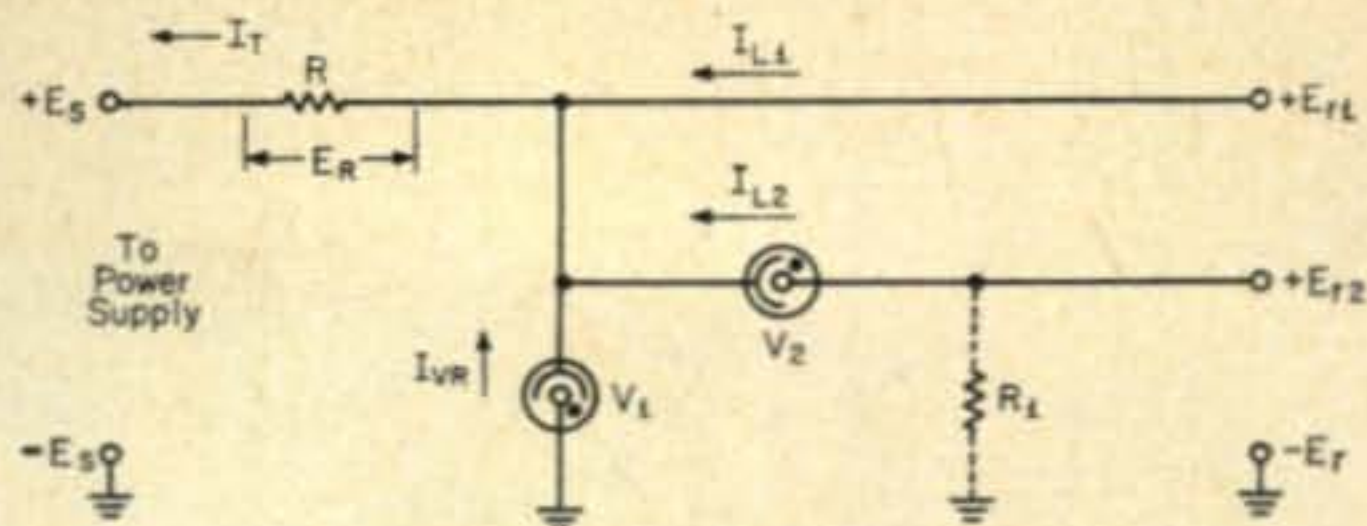 I_T
R
I_L1
+E_S
+E_r1
E_R
I_L2
To
Power
Supply
+E_r2
V_2
I_VR
V_1
R_1
-E_S
-E_r